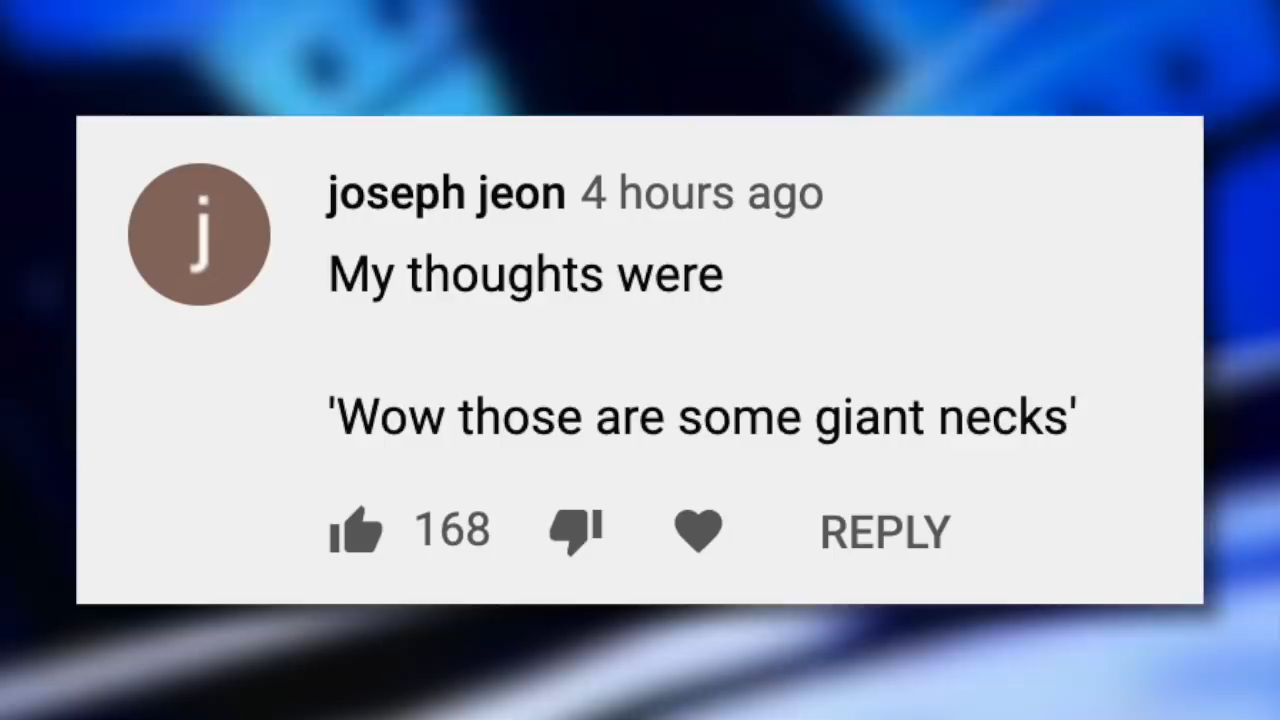 j
joseph jeon 4 hours ago
My thoughts were
'Wow those are some giant necks'
168 REPLY